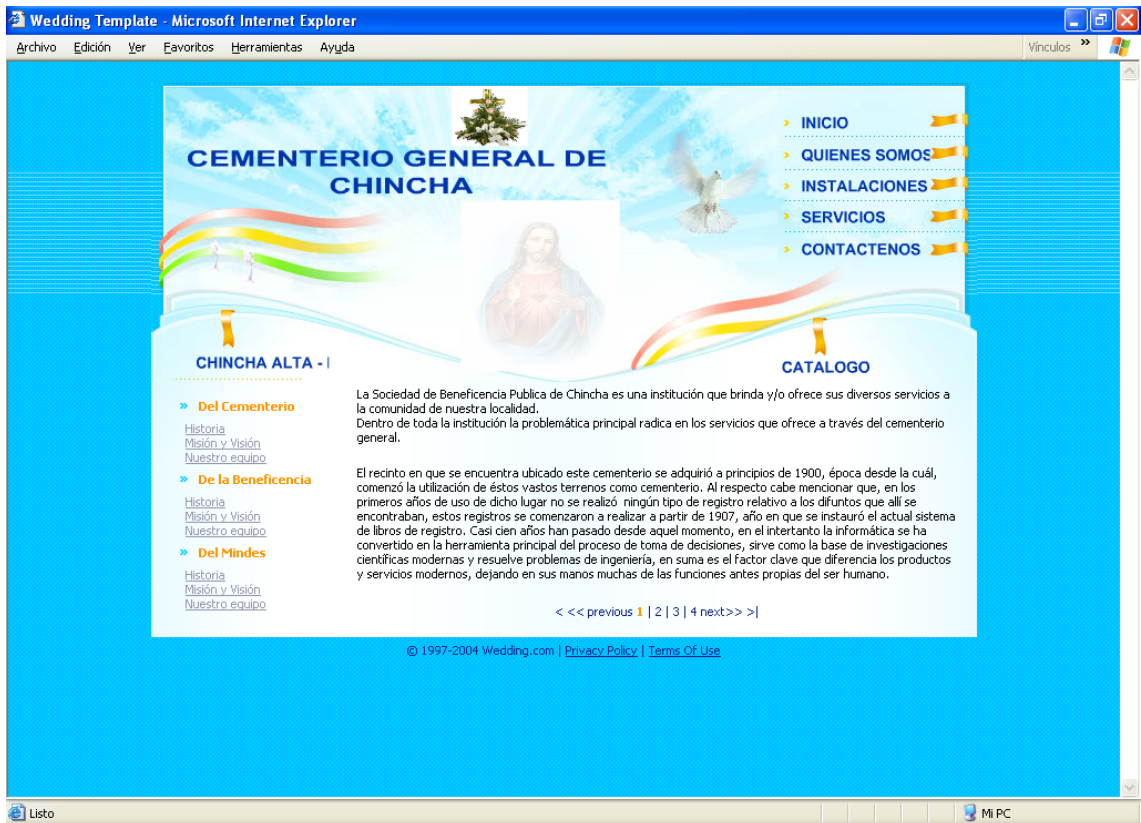 Wedding Template - Microsoft Internet Explorer
Archivo Edición Ver Favoritos Herramientas Ayuda
Vínculos »
CEMENTERIO GENERAL DE
CHINCHA
INICIO
QUIENES SOMOS
INSTALACIONES
SERVICIOS
CONTACTENOS
CHINCHA ALTA -
CATALOGO
» Del Cementerio
Historia
Misión y Visión
Nuestro equipo
» De la Beneficencia
Historia
Misión y Visión
Nuestro equipo
» Del Mindes
Historia
Misión y Visión
Nuestro equipo
La Sociedad de Beneficencia Publica de Chincha es una institución que brinda y/o ofrece sus diversos servicios a
la comunidad de nuestra localidad.
Dentro de toda la institución la problemática principal radica en los servicios que ofrece a través del cementerio
general.
El recinto en que se encuentra ubicado este cementerio se adquirió a principios de 1900, época desde la cuál,
comenzó la utilización de éstos vastos terrenos como cementerio. Al respecto cabe mencionar que, en los
primeros años de uso de dicho lugar no se realizó ningún tipo de registro relativo a los difuntos que allí se
encontraban, estos registros se comenzaron a realizar a partir de 1907, año en que se instauró el actual sistema
de libros de registro. Casi cien años han pasado desde aquel momento, en el intertanto la informática se ha
convertido en la herramienta principal del proceso de toma de decisiones, sirve como la base de investigaciones
científicas modernas y resuelve problemas de ingeniería, en suma es el factor clave que diferencia los productos
y servicios modernos, dejando en sus manos muchas de las funciones antes propias del ser humano.
< << previous 1 | 2 | 3 | 4 next>> >|
© 1997-2004 Wedding.com | Privacy Policy | Terms Of Use
Listo
Mi PC